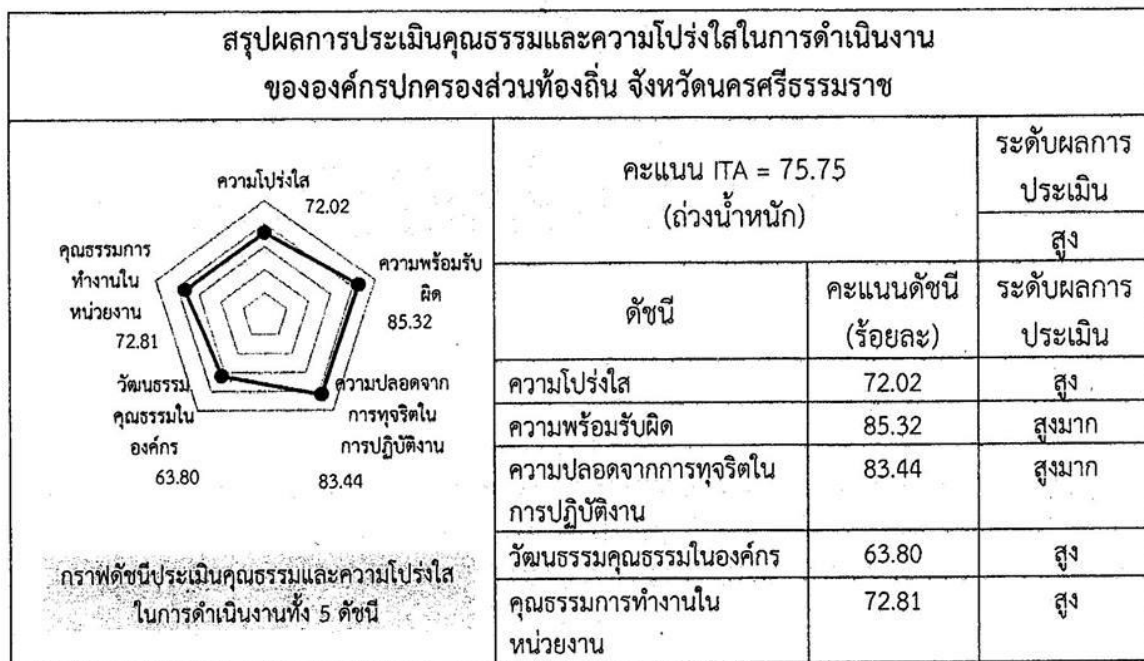 สรุปผลการประเมินคุณธรรมและความโปร่งใสในการดำเนินงาน
ขององค์กรปกครองส่วนท้องถิ่น จังหวัดนครศรีธรรมราช
ความโปร่งใส
72.02
ความพร้อมรับ
ผิด
85.32
ความปลอดจาก
การทุจริตใน
การปฏิบัติงาน
83.44
วัฒนธรรม
คุณธรรมใน
องค์กร
63.80
คุณธรรมการ
ทำงานใน
หน่วยงาน
72.81
กราฟดัชนีประเมินคุณธรรมและความโปร่งใส
ในการดำเนินงานทั้ง 5 ดัชนี
คะแนน ITA = 75.75
(ถ่วงน้ำหนัก)
ระดับผลการ
ประเมิน
สูง
ดัชนี
คะแนนดัชนี
(ร้อยละ)
ระดับผลการ
ประเมิน
ความโปร่งใส 72.02 สูง
ความพร้อมรับผิด 85.32 สูงมาก
ความปลอดจากการทุจริตใน 83.44 สูงมาก
การปฏิบัติงาน
วัฒนธรรมคุณธรรมในองค์กร 63.80 สูง
คุณธรรมการทำงานใน 72.81 สูง
หน่วยงาน